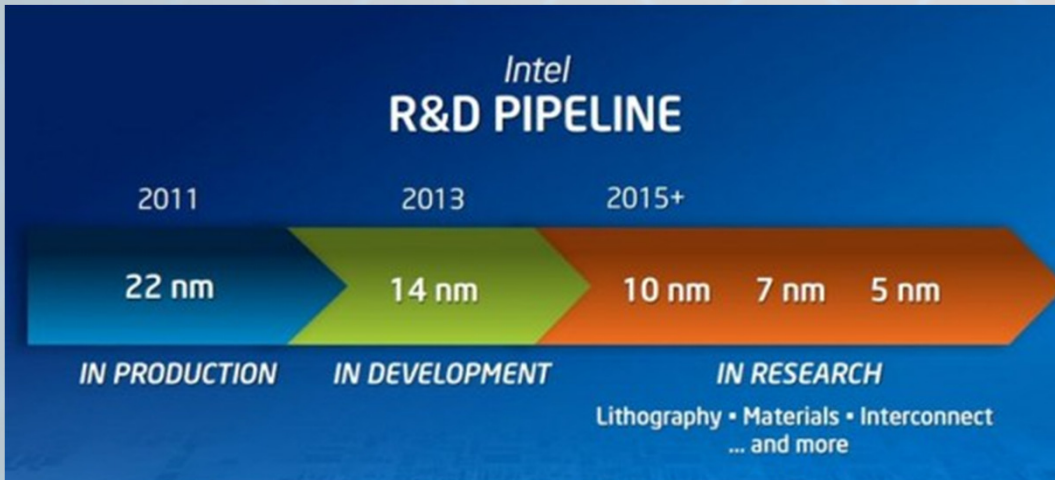 Intel
R&D PIPELINE
2011 2013 2015+
22 nm 14 nm 10 nm 7 nm 5 nm
IN PRODUCTION IN DEVELOPMENT IN RESEARCH
Lithography ▪ Materials ▪ Interconnect
... and more